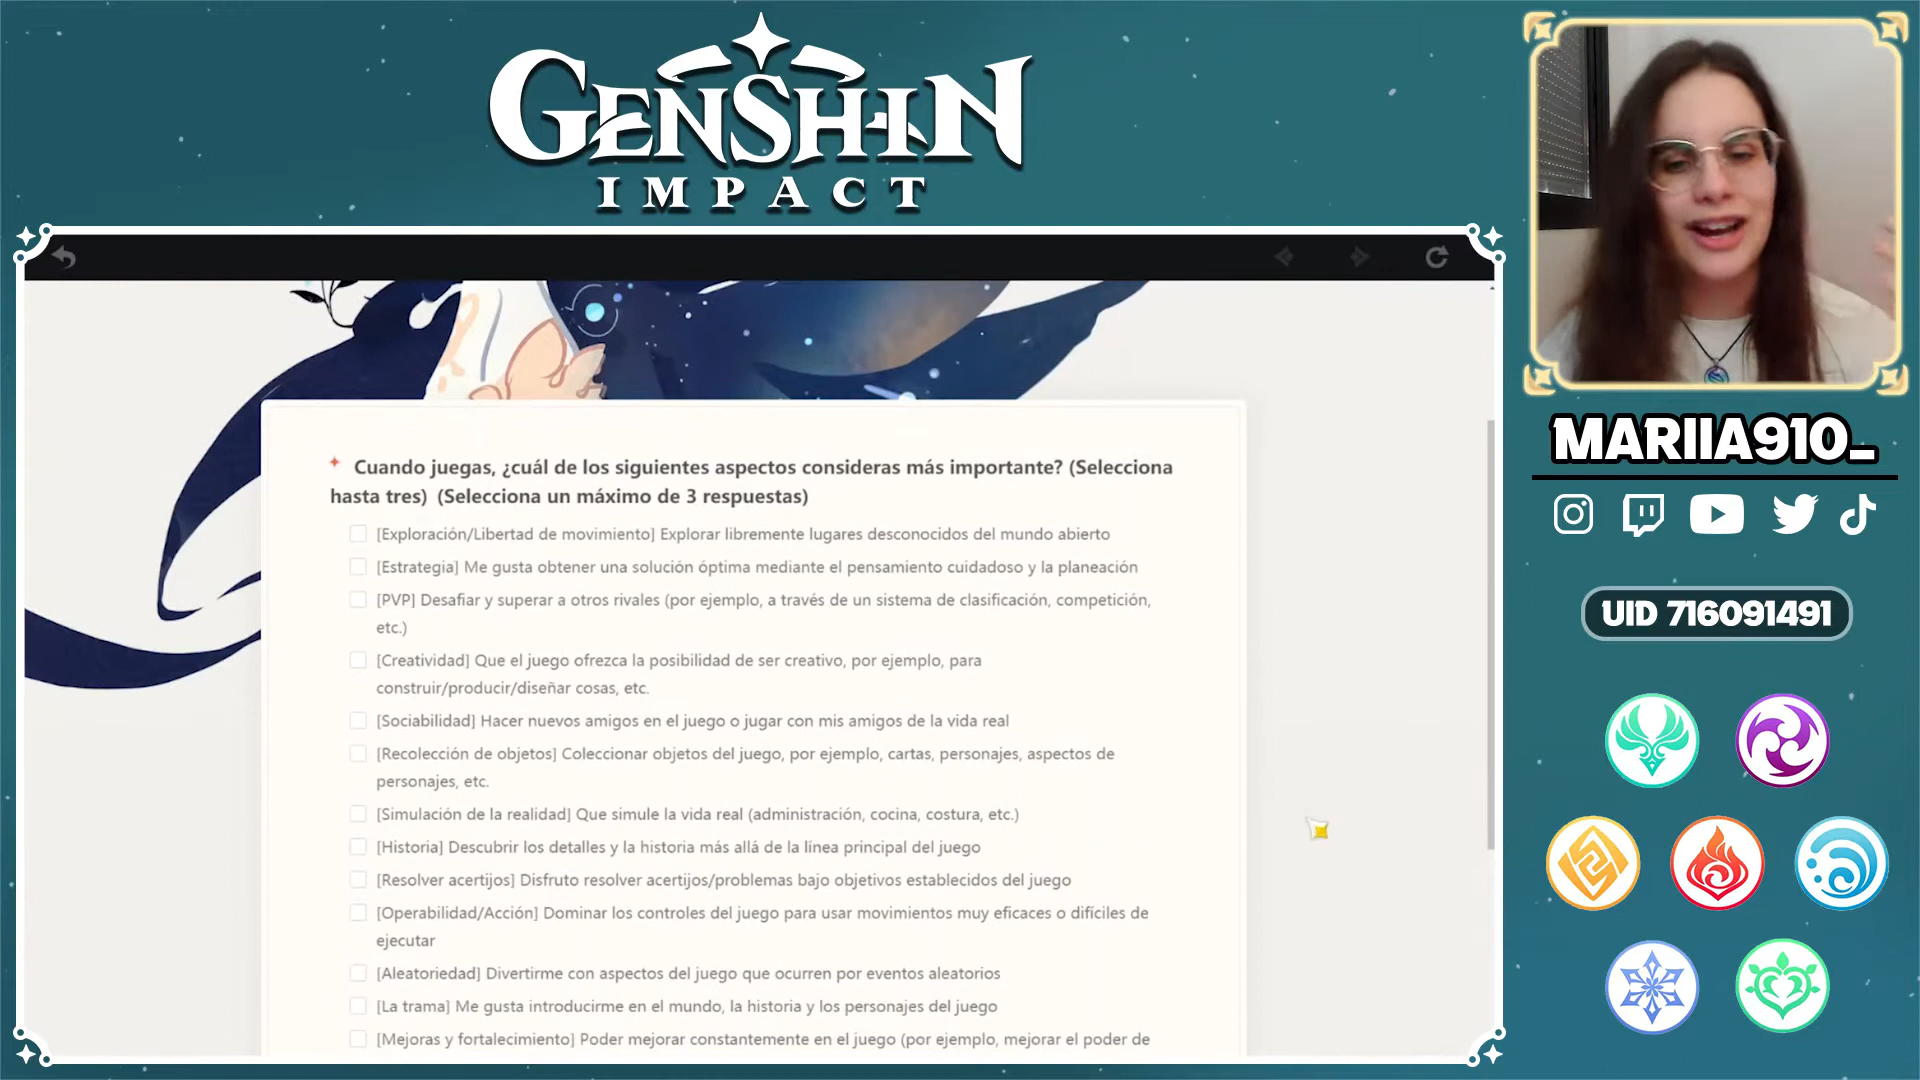 GENSHIN
IMPACT
Cuando juegas, ¿cuál de los siguientes aspectos consideras más importante? (Selecciona
hasta tres) (Selecciona un máximo de 3 respuestas)
[Exploración/Libertad de movimiento] Explorar libremente lugares desconocidos del mundo abierto
[Estrategia] Me gusta obtener una solución óptima mediante el pensamiento cuidadoso y la planeación
[PVP] Desafiar y superar a otros rivales (por ejemplo, a través de un sistema de clasificación, competición,
etc.)
[Creatividad] Que el juego ofrezca la posibilidad de ser creativo, por ejemplo, para
construir/producir/diseñar cosas, etc.
[Sociabilidad] Hacer nuevos amigos en el juego o jugar con mis amigos de la vida real
[Recolección de objetos] Coleccionar objetos del juego, por ejemplo, cartas, personajes, aspectos de
personajes, etc.
[Simulación de la realidad] Que simule la vida real (administración, cocina, costura, etc.)
[Historia] Descubrir los detalles y la historia más allá de la línea principal del juego
[Resolver acertijos] Disfruto resolver acertijos/problemas bajo objetivos establecidos del juego
[Operabilidad/Acción] Dominar los controles del juego para usar movimientos muy eficaces o difíciles de
ejecutar
[Aleatoriedad] Divertirme con aspectos del juego que ocurren por eventos aleatorios
[La trama] Me gusta introducirme en el mundo, la historia y los personajes del juego
[Mejoras y fortalecimiento] Poder mejorar constantemente en el juego (por ejemplo, mejorar el poder de
MARIIA910_
UID 716091491